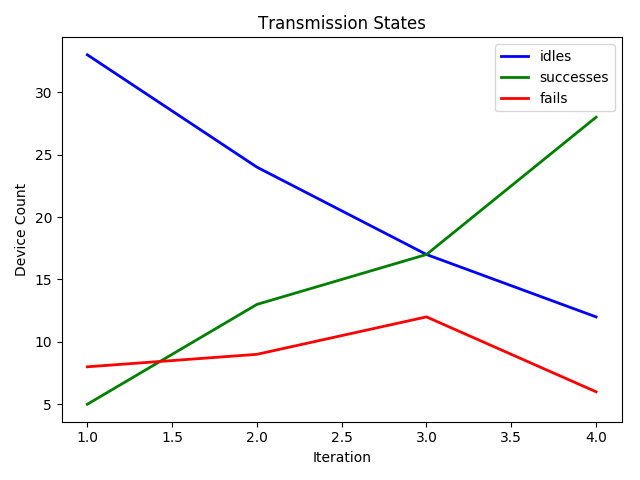 Transmission States
idles
successes
fails
Device Count
30
25
20
15
10
5
1.0 1.5 2.0 2.5 3.0 3.5 4.0
Iteration